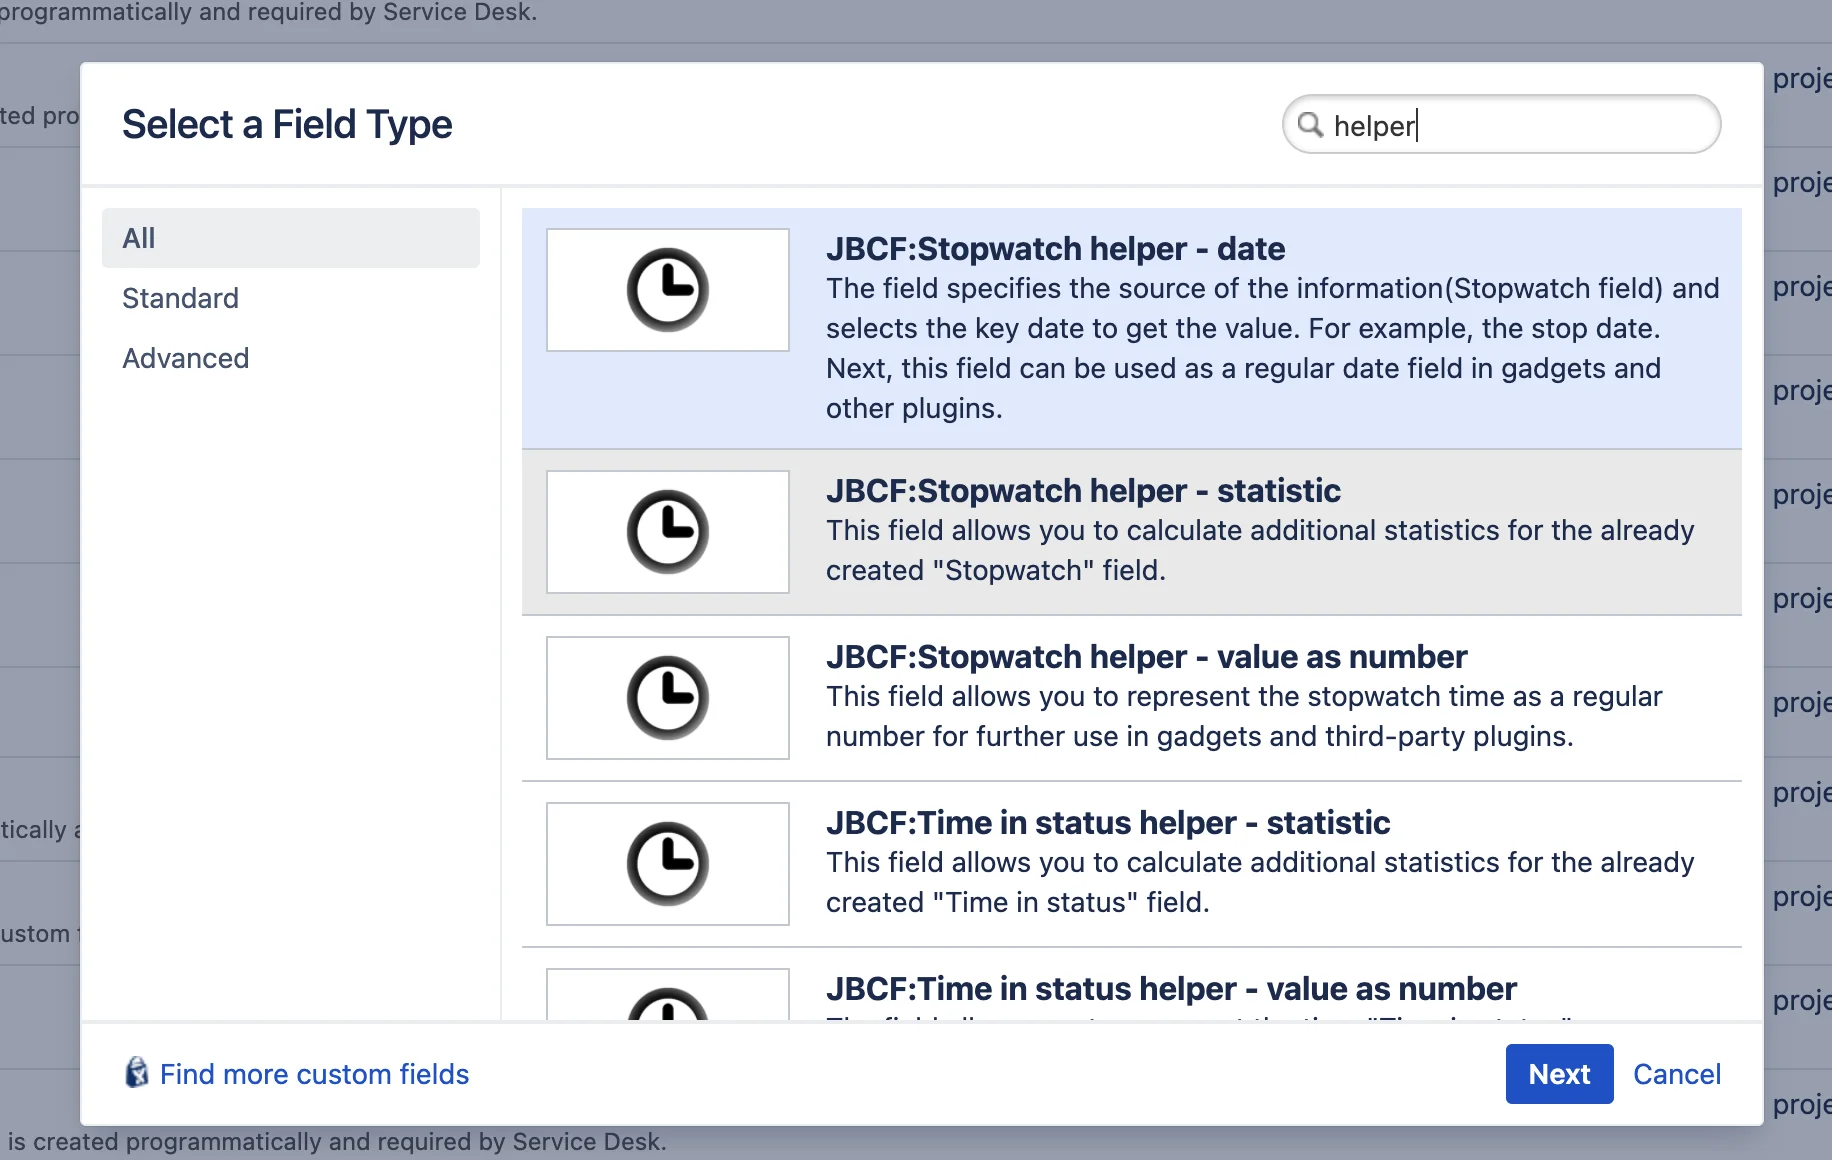 programmatically and required by Service Desk.
Select a Field Type
helper
All
Standard
Advanced
JBCF:Stopwatch helper - date
The field specifies the source of the information(Stopwatch field) and
selects the key date to get the value. For example, the stop date.
Next, this field can be used as a regular date field in gadgets and
other plugins.
JBCF:Stopwatch helper - statistic
This field allows you to calculate additional statistics for the already
created "Stopwatch" field.
JBCF:Stopwatch helper - value as number
This field allows you to represent the stopwatch time as a regular
number for further use in gadgets and third-party plugins.
JBCF:Time in status helper - statistic
This field allows you to calculate additional statistics for the already
created "Time in status" field.
JBCF:Time in status helper - value as number
Find more custom fields
Next
Cancel
ted pro
tically a
ustom
proje
proje
proje
proje
proje
proje
proje
proje
proje
proje
proje
is created programmatically and required by Service Desk.